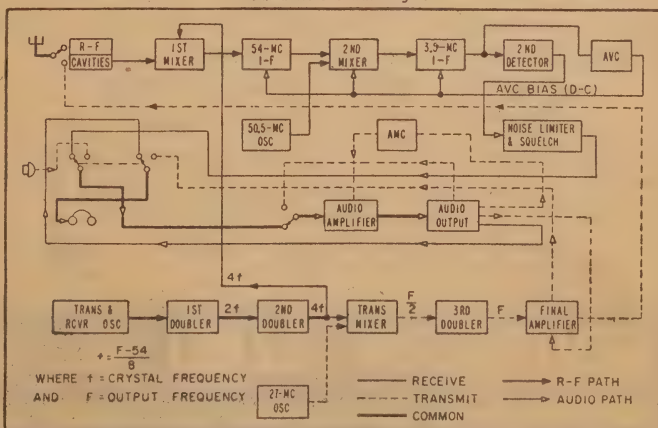 R-F
CAVITIES
1ST
MIXER
54-MC
I-F
2ND
MIXER
3.5-MC
I-F
2ND
DETECTOR
AVC
AVC BIAS (D-C)
50.5-MC
OSC
AMC
NOISE LIMITER
& SQUELCH
AUDIO
AMPLIFIER
AUDIO
OUTPUT
4f
TRANS &
RCVR OSC
2f
1ST
DOUBLER
4f
2ND
DOUBLER
TRANS
MIXER
F/2
3RD
DOUBLER
F
FINAL
AMPLIFIER
f = F-54/8
WHERE f = CRYSTAL FREQUENCY
AND F = OUTPUT FREQUENCY
27-MC
OSC
RECEIVE
TRANSMIT
COMMON
R-F PATH
AUDIO PATH